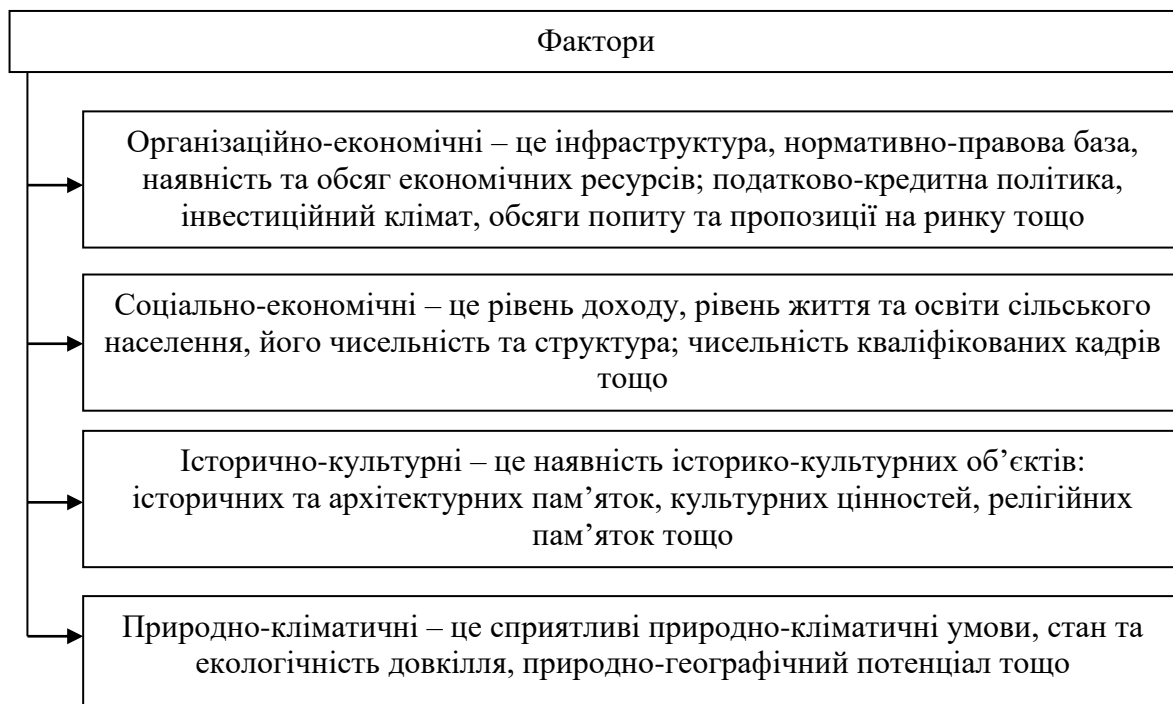 Фактори
Організаційно-економічні – це інфраструктура, нормативно-правова база,
наявність та обсяг економічних ресурсів; податково-кредитна політика,
інвестиційний клімат, обсяги попиту та пропозиції на ринку тощо
Соціально-економічні – це рівень доходу, рівень життя та освіти сільського
населення, його чисельність та структура; чисельність кваліфікованих кадрів
тощо
Історично-культурні – це наявність історико-культурних об’єктів:
історичних та архітектурних пам’яток, культурних цінностей, релігійних
пам’яток тощо
Природно-кліматичні – це сприятливі природно-кліматичні умови, стан та
екологічність довкілля, природно-географічний потенціал тощо